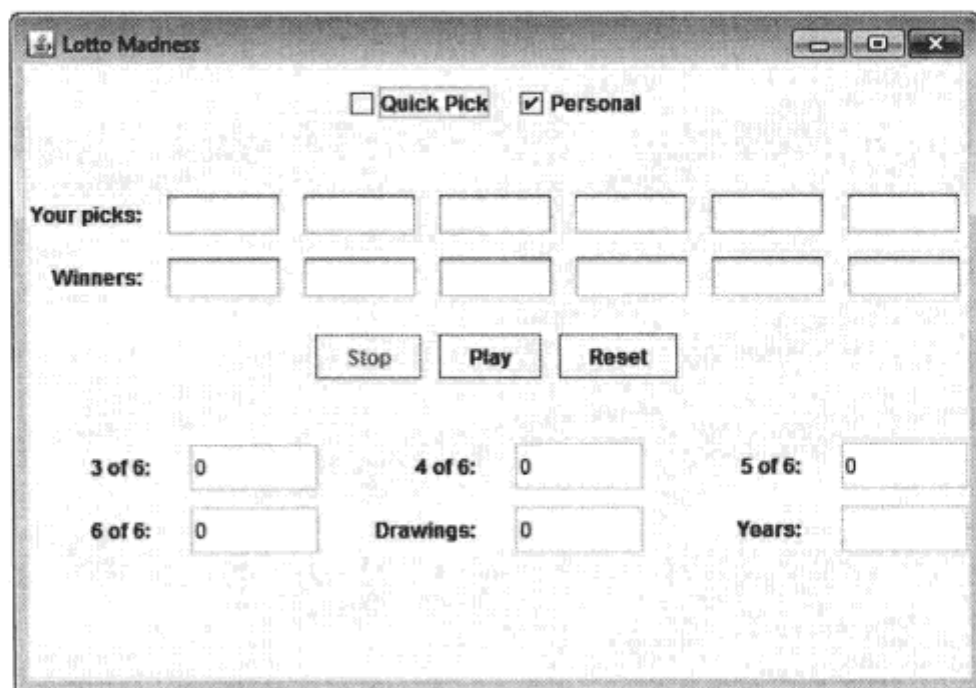 Lotto Madness
Quick Pick Personal
Your picks:
Winners:
Stop Play Reset
3 of 6: 0 4 of 6: 0 5 of 6: 0
6 of 6: 0 Drawings: 0 Years: